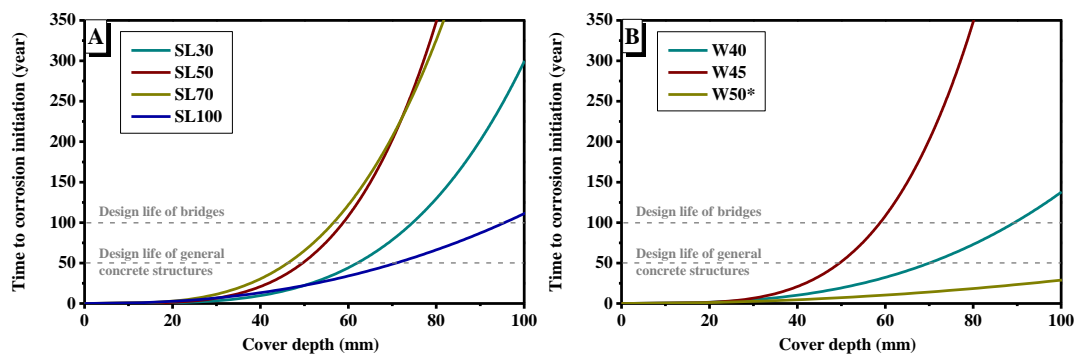 A
SL30
SL50
SL70
SL100
Design life of bridges
Design life of general
concrete structures
Time to corrosion initiation (year)
350
300
250
200
150
100
50
0
0 20 40 60 80 100
Cover depth (mm)
B
W40
W45
W50*
Design life of bridges
Design life of general
concrete structures
Time to corrosion initiation (year)
350
300
250
200
150
100
50
0
0 20 40 60 80 100
Cover depth (mm)